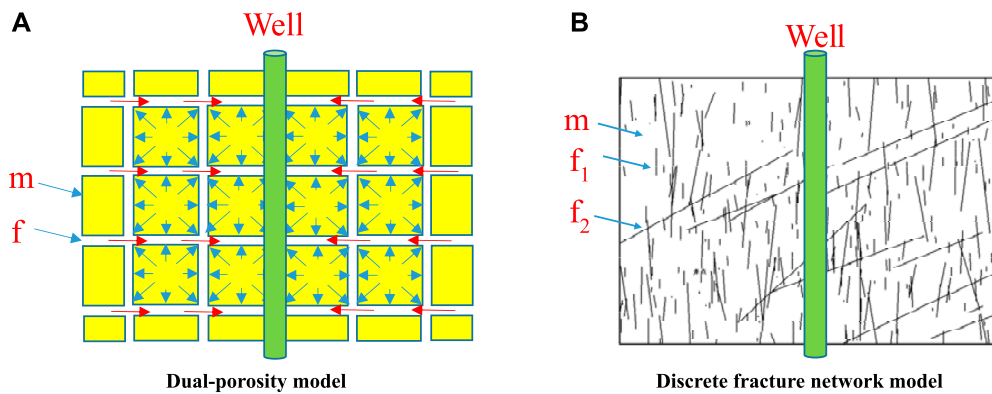 A
Well
m
f
Dual-porosity model
B
Well
m
f1
f2
Discrete fracture network model